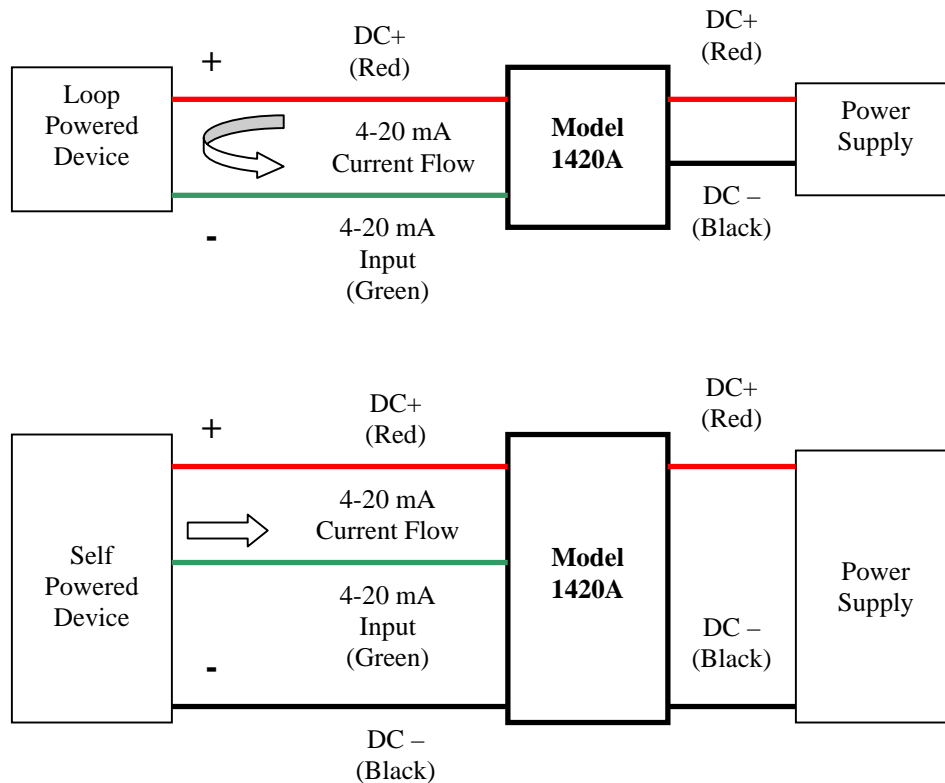 DC+
(Red)
DC+
(Red)
+
Loop
Powered
Device
4-20 mA
Current Flow
Model
1420A
Power
Supply
-
4-20 mA
Input
(Green)
DC –
(Black)
DC+
(Red)
DC+
(Red)
+
4-20 mA
Current Flow
Self
Powered
Device
Model
1420A
Power
Supply
4-20 mA
Input
(Green)
-
DC –
(Black)
DC –
(Black)